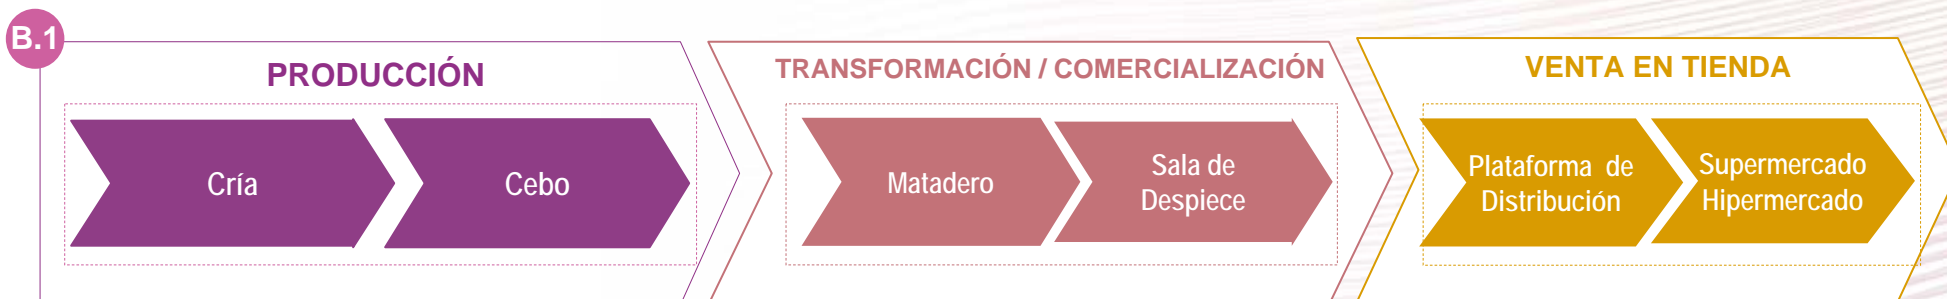 B.1
PRODUCCIÓN
Cría
Cebo
TRANSFORMACIÓN / COMERCIALIZACIÓN
Matadero
Sala de
Despiece
VENTA EN TIENDA
Plataforma de
Distribución
Supermercado
Hipermercado